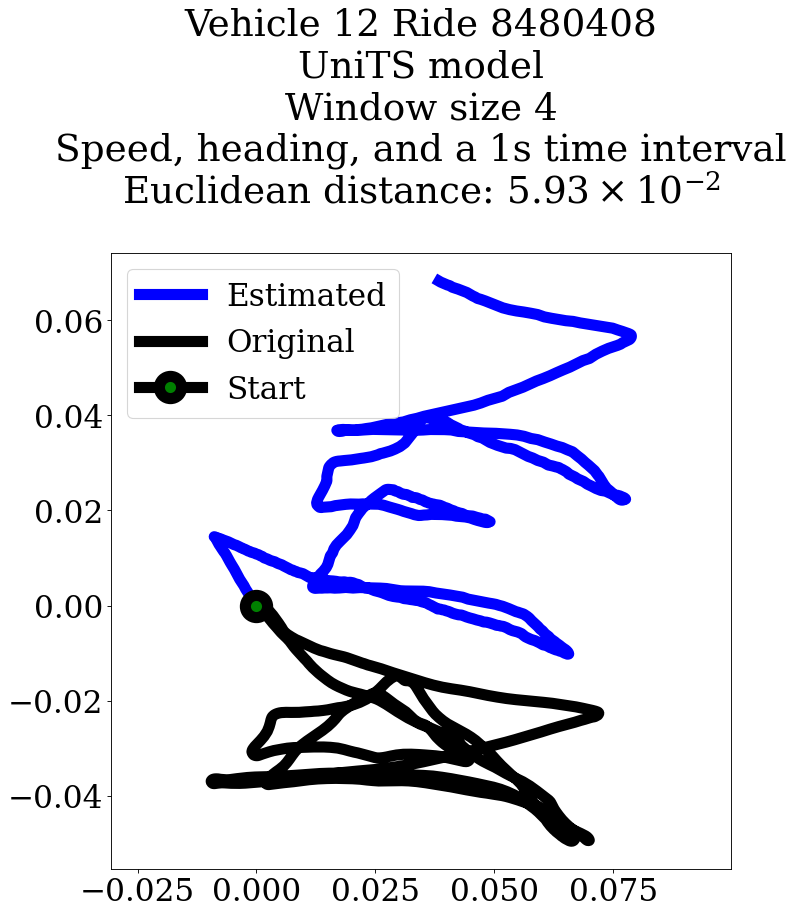 Vehicle 12 Ride 8480408
UniTS model
Window size 4
Speed, heading, and a 1s time interval
Euclidean distance: 5.93 × 10⁻²
Estimated
Original
Start
0.06
0.04
0.02
0.00
−0.02
−0.04
−0.025 0.000 0.025 0.050 0.075